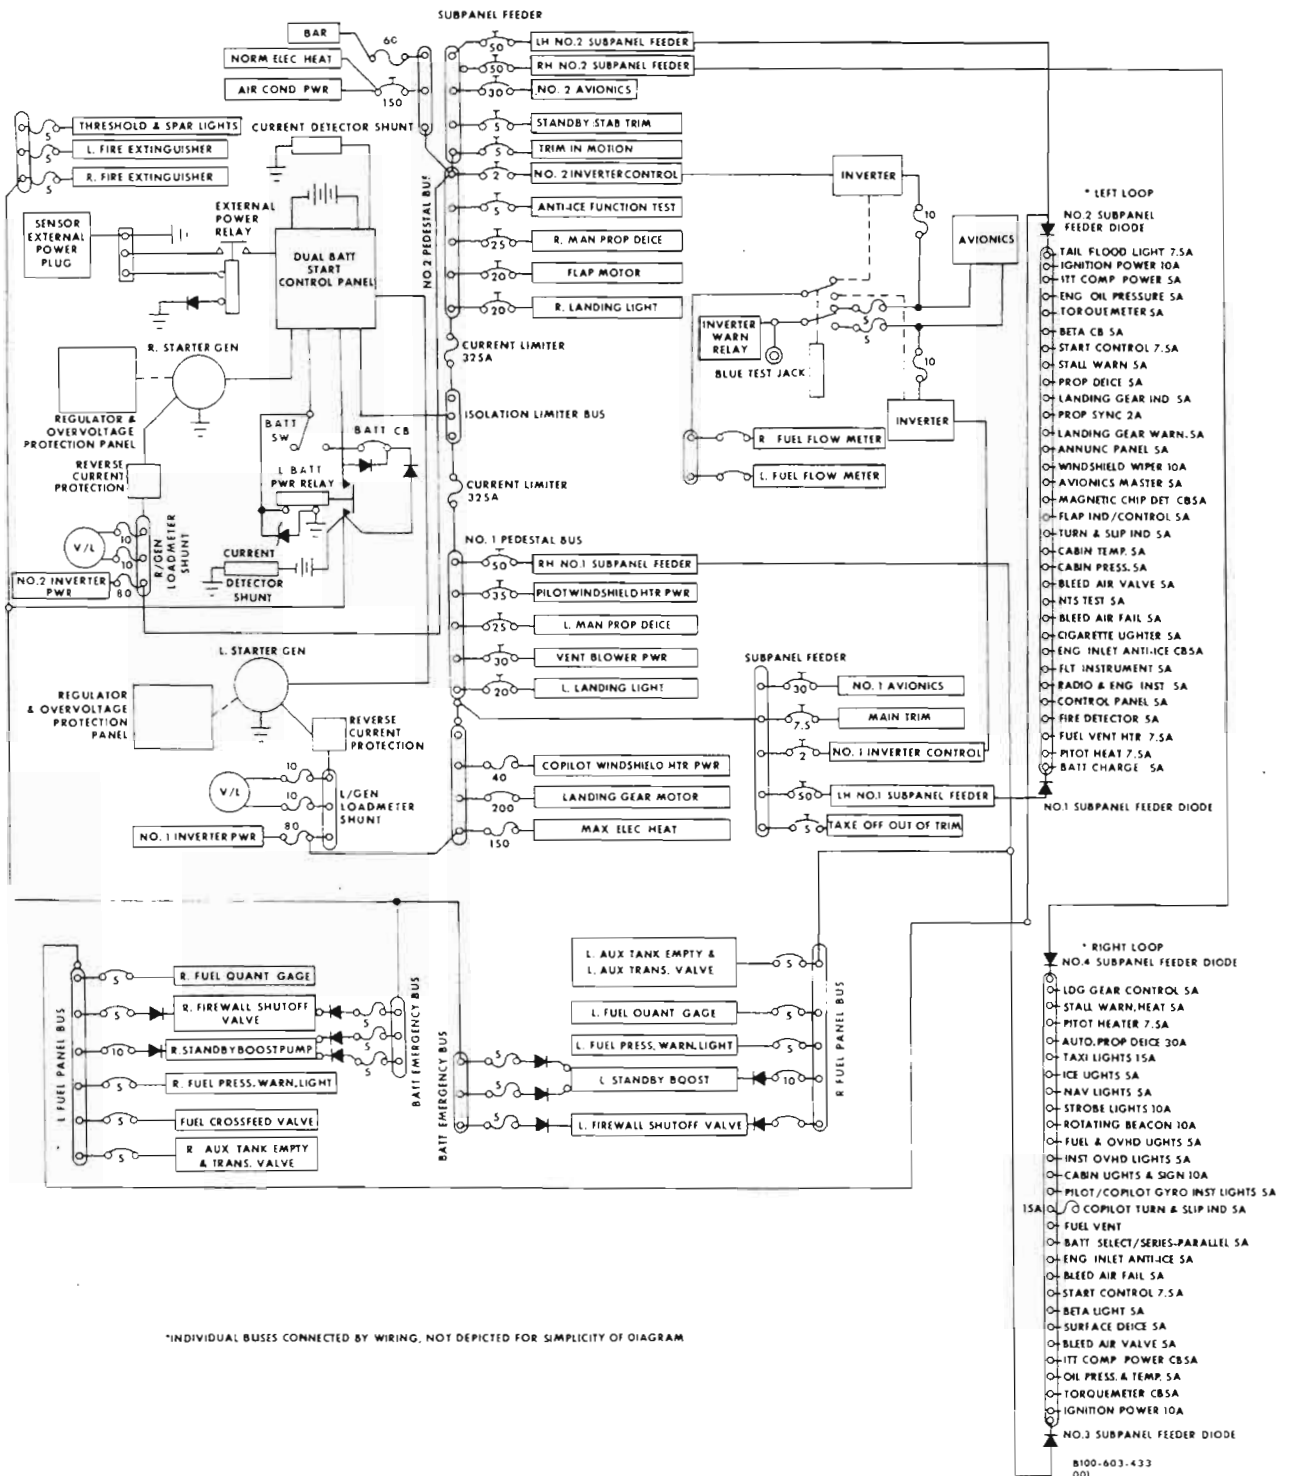 SUBPANEL FEEDER
BAR
60
NORM ELEC HEAT
AIR COND PWR
150
50
LH NO.2 SUBPANEL FEEDER
50
RH NO.2 SUBPANEL FEEDER
30
NO. 2 AVIONICS
5
STANDBY STAB TRIM
5
TRIM IN MOTION
2
NO. 2 INVERTER CONTROL
5
ANTI-ICE FUNCTION TEST
25
R. MAN PROP DEICE
20
FLAP MOTOR
20
R. LANDING LIGHT
NO. 2 PEDESTAL BUS
5
THRESHOLD & SPAR LIGHTS
5
L. FIRE EXTINGUISHER
5
R. FIRE EXTINGUISHER
CURRENT DETECTOR SHUNT
EXTERNAL
POWER
RELAY
SENSOR
EXTERNAL
POWER
PLUG
DUAL BATT
START
CONTROL PANEL
R. STARTER GEN
REGULATOR &
OVERVOLTAGE
PROTECTION PANEL
REVERSE
CURRENT
PROTECTION
BATT
SW
BATT CB
L BATT
PWR RELAY
CURRENT
DETECTOR
SHUNT
V/L
10
10
NO.2 INVERTER
PWR
80
R/GEN
LOADMETER
SHUNT
CURRENT LIMITER
325A
ISOLATION LIMITER BUS
CURRENT LIMITER
325A
NO. 1 PEDESTAL BUS
50
RH NO.1 SUBPANEL FEEDER
35
PILOT WINDSHIELD HTR PWR
25
L. MAN PROP DEICE
30
VENT BLOWER PWR
20
L. LANDING LIGHT
40
COPILOT WINDSHIELD HTR PWR
200
LANDING GEAR MOTOR
150
MAX ELEC HEAT
L. STARTER GEN
REGULATOR
& OVERVOLTAGE
PROTECTION
PANEL
REVERSE
CURRENT
PROTECTION
V/L
10
10
NO. 1 INVERTER PWR
80
L/GEN
LOADMETER
SHUNT
INVERTER
10
AVIONICS
INVERTER
WARN
RELAY
BLUE TEST JACK
5
5
10
INVERTER
R FUEL FLOW METER
L. FUEL FLOW METER
SUBPANEL FEEDER
30
NO. 1 AVIONICS
7.5
MAIN TRIM
2
NO. 1 INVERTER CONTROL
50
LH NO.1 SUBPANEL FEEDER
5
TAKE OFF OUT OF TRIM
* LEFT LOOP
NO.2 SUBPANEL
FEEDER DIODE
TAIL FLOOD LIGHT 7.5A
IGNITION POWER 10A
ITT COMP POWER 5A
ENG OIL PRESSURE 5A
TORQUEMETER 5A
BETA CB 5A
START CONTROL 7.5A
STALL WARN 5A
PROP DEICE 5A
LANDING GEAR IND 5A
PROP SYNC 2A
LANDING GEAR WARN. 5A
ANNUNC PANEL 5A
WINDSHIELD WIPER 10A
AVIONICS MASTER 5A
MAGNETIC CHIP DET CB5A
FLAP IND/CONTROL 5A
TURN & SLIP IND 5A
CABIN TEMP. 5A
CABIN PRESS. 5A
BLEED AIR VALVE 5A
NTS TEST 5A
BLEED AIR FAIL 5A
CIGARETTE LIGHTER 5A
ENG INLET ANTI-ICE CB5A
FLT INSTRUMENT 5A
RADIO & ENG INST 5A
CONTROL PANEL 5A
FIRE DETECTOR 5A
FUEL VENT HTR 7.5A
PITOT HEAT 7.5A
BATT CHARGE 5A
NO.1 SUBPANEL FEEDER DIODE
L FUEL PANEL BUS
5
R. FUEL QUANT GAGE
5
R. FIREWALL SHUTOFF
VALVE
5
10
R. STANDBY BOOST PUMP
5
5
5
R. FUEL PRESS. WARN. LIGHT
5
FUEL CROSSFEED VALVE
5
R AUX TANK EMPTY
& TRANS. VALVE
BATT EMERGENCY BUS
BATT EMERGENCY BUS
L. AUX TANK EMPTY &
L. AUX TRANS. VALVE
5
L. FUEL QUANT GAGE
5
L. FUEL PRESS. WARN. LIGHT
5
5
5
L STANDBY BOOST
10
5
L. FIREWALL SHUTOFF VALVE
5
R FUEL PANEL BUS
* RIGHT LOOP
NO.4 SUBPANEL FEEDER DIODE
LDG GEAR CONTROL 5A
STALL WARN. HEAT 5A
PITOT HEATER 7.5A
AUTO. PROP DEICE 30A
TAXI LIGHTS 15A
ICE LIGHTS 5A
NAV LIGHTS 5A
STROBE LIGHTS 10A
ROTATING BEACON 10A
FUEL & OVHD LIGHTS 5A
INST OVHD LIGHTS 5A
CABIN LIGHTS & SIGN 10A
PILOT/COPILOT GYRO INST LIGHTS 5A
15A COPILOT TURN & SLIP IND 5A
FUEL VENT
BATT SELECT/SERIES-PARALLEL 5A
ENG INLET ANTI-ICE 5A
BLEED AIR FAIL 5A
START CONTROL 7.5A
BETA LIGHT 5A
SURFACE DEICE 5A
BLEED AIR VALVE 5A
ITT COMP POWER CB5A
OIL PRESS. & TEMP. 5A
TORQUEMETER CB5A
IGNITION POWER 10A
NO.3 SUBPANEL FEEDER DIODE
*INDIVIDUAL BUSES CONNECTED BY WIRING, NOT DEPICTED FOR SIMPLICITY OF DIAGRAM
B100-603-433
001